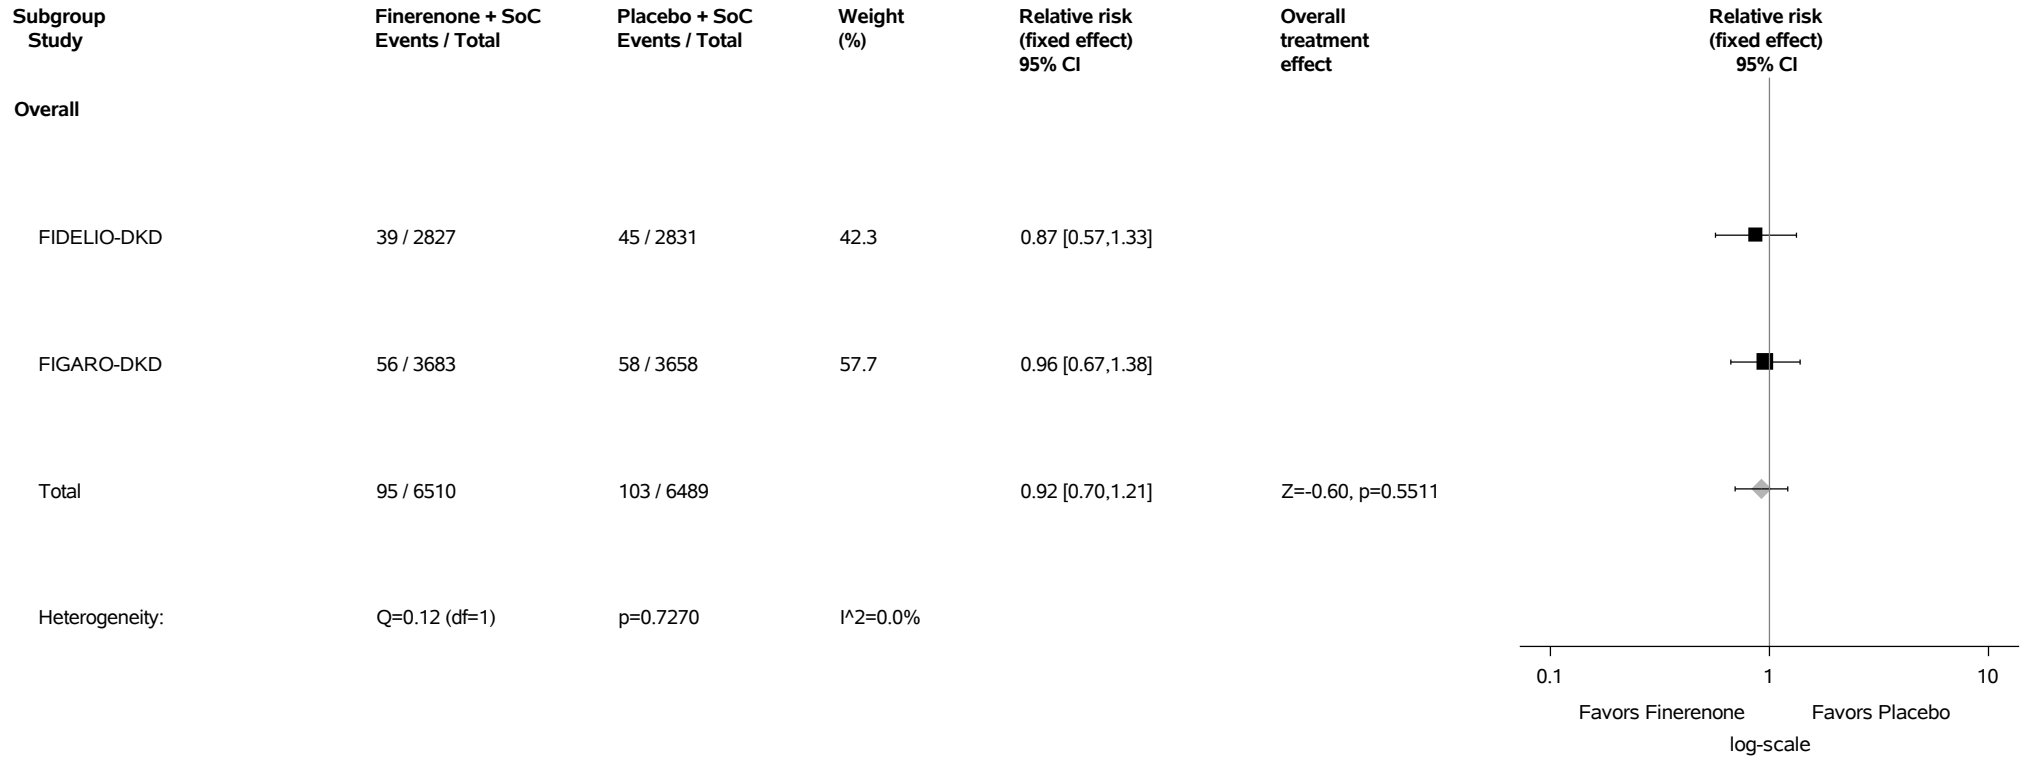 Subgroup Finerenone + SoC Placebo + SoC Weight Relative risk Overall Relative risk
Study Events / Total Events / Total (%) (fixed effect) treatment (fixed effect)
95% CI effect 95% CI
Overall
FIDELIO-DKD 39 / 2827 45 / 2831 42.3 0.87 [0.57,1.33]
FIGARO-DKD 56 / 3683 58 / 3658 57.7 0.96 [0.67,1.38]
Total 95 / 6510 103 / 6489 0.92 [0.70,1.21] Z=-0.60, p=0.5511
Heterogeneity: Q=0.12 (df=1) p=0.7270 I^2=0.0%
0.1 1 10
Favors Finerenone Favors Placebo
log-scale